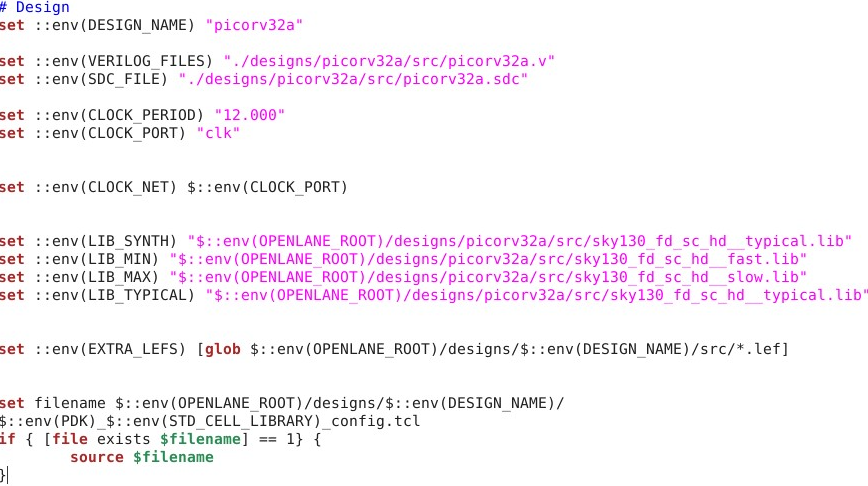 # Design
set ::env(DESIGN_NAME) "picorv32a"
set ::env(VERILOG_FILES) "./designs/picorv32a/src/picorv32a.v"
set ::env(SDC_FILE) "./designs/picorv32a/src/picorv32a.sdc"
set ::env(CLOCK_PERIOD) "12.000"
set ::env(CLOCK_PORT) "clk"
set ::env(CLOCK_NET) $::env(CLOCK_PORT)
set ::env(LIB_SYNTH) "$::env(OPENLANE_ROOT)/designs/picorv32a/src/sky130_fd_sc_hd__typical.lib"
set ::env(LIB_MIN) "$::env(OPENLANE_ROOT)/designs/picorv32a/src/sky130_fd_sc_hd__fast.lib"
set ::env(LIB_MAX) "$::env(OPENLANE_ROOT)/designs/picorv32a/src/sky130_fd_sc_hd__slow.lib"
set ::env(LIB_TYPICAL) "$::env(OPENLANE_ROOT)/designs/picorv32a/src/sky130_fd_sc_hd__typical.lib"
set ::env(EXTRA_LEFS) [glob $::env(OPENLANE_ROOT)/designs/$::env(DESIGN_NAME)/src/*.lef]
set filename $::env(OPENLANE_ROOT)/designs/$::env(DESIGN_NAME)/
$::env(PDK)_$::env(STD_CELL_LIBRARY)_config.tcl
if { [file exists $filename] == 1} {
        source $filename
}